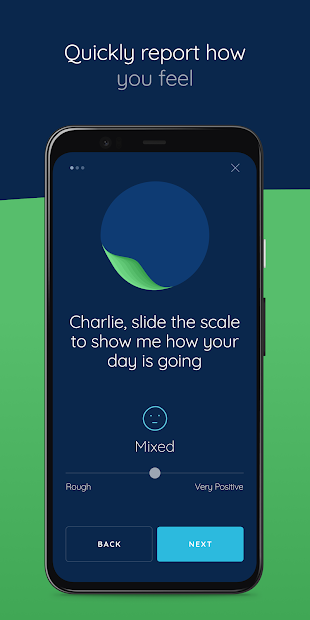 Quickly report how
you feel
Charlie, slide the scale
to show me how your
day is going
Mixed
Rough
Very Positive
BACK
NEXT